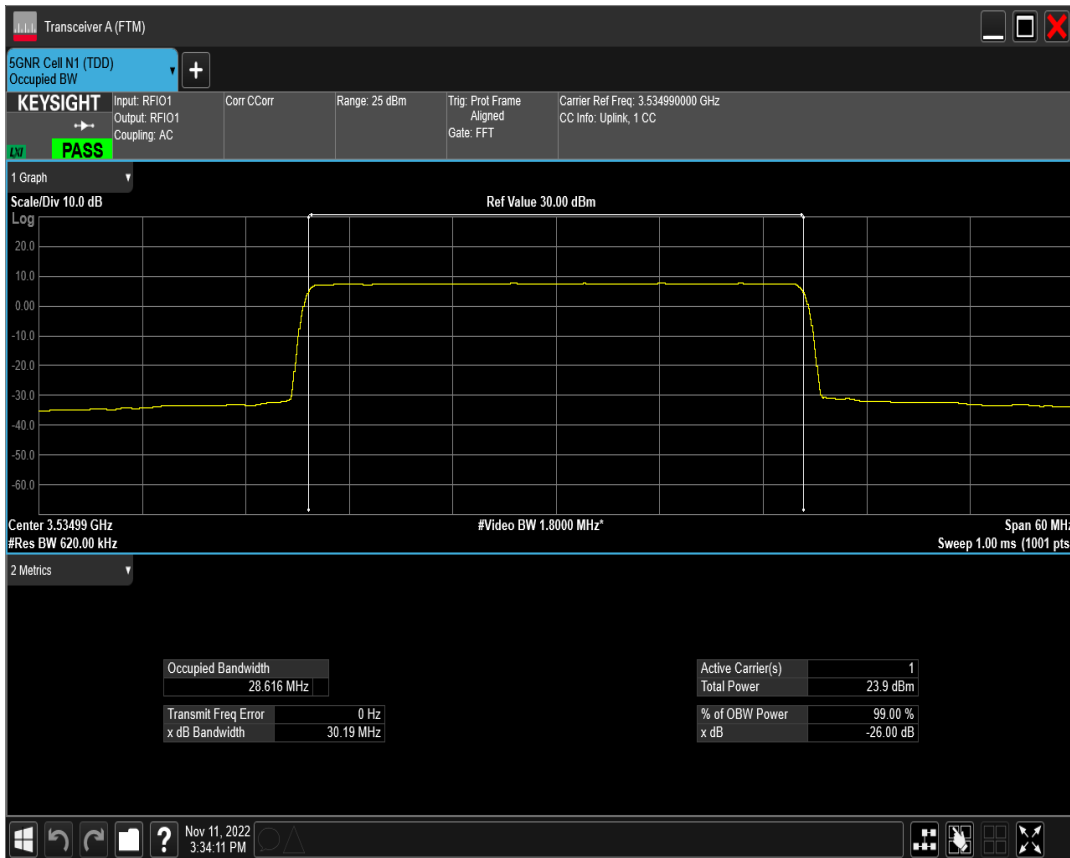 Transceiver A (FTM)
5GNR Cell N1 (TDD)
Occupied BW
+
KEYSIGHT
LXI
PASS
Input: RFIO1
Output: RFIO1
Coupling: AC
Corr CCorr
Range: 25 dBm
Trig: Prot Frame
Aligned
Gate: FFT
Carrier Ref Freq: 3.534990000 GHz
CC Info: Uplink, 1 CC
1 Graph
Scale/Div 10.0 dB
Ref Value 30.00 dBm
Log
20.0
10.0
0.00
-10.0
-20.0
-30.0
-40.0
-50.0
-60.0
Center 3.53499 GHz
#Video BW 1.8000 MHz*
Span 60 MHz
#Res BW 620.00 kHz
Sweep 1.00 ms (1001 pts
2 Metrics
Occupied Bandwidth
28.616 MHz
Transmit Freq Error 0 Hz
x dB Bandwidth 30.19 MHz
Active Carrier(s) 1
Total Power 23.9 dBm
% of OBW Power 99.00 %
x dB -26.00 dB
?
Nov 11, 2022
3:34:11 PM